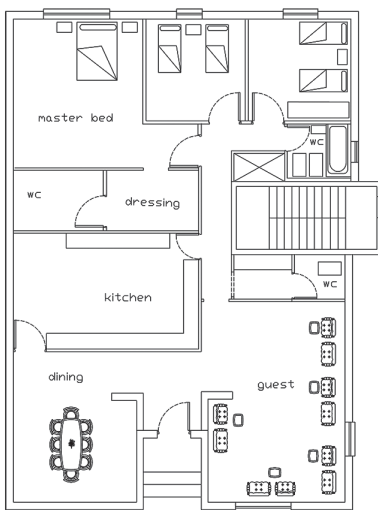 master bed
wc
wc
dressing
wc
kitchen
dining
guest